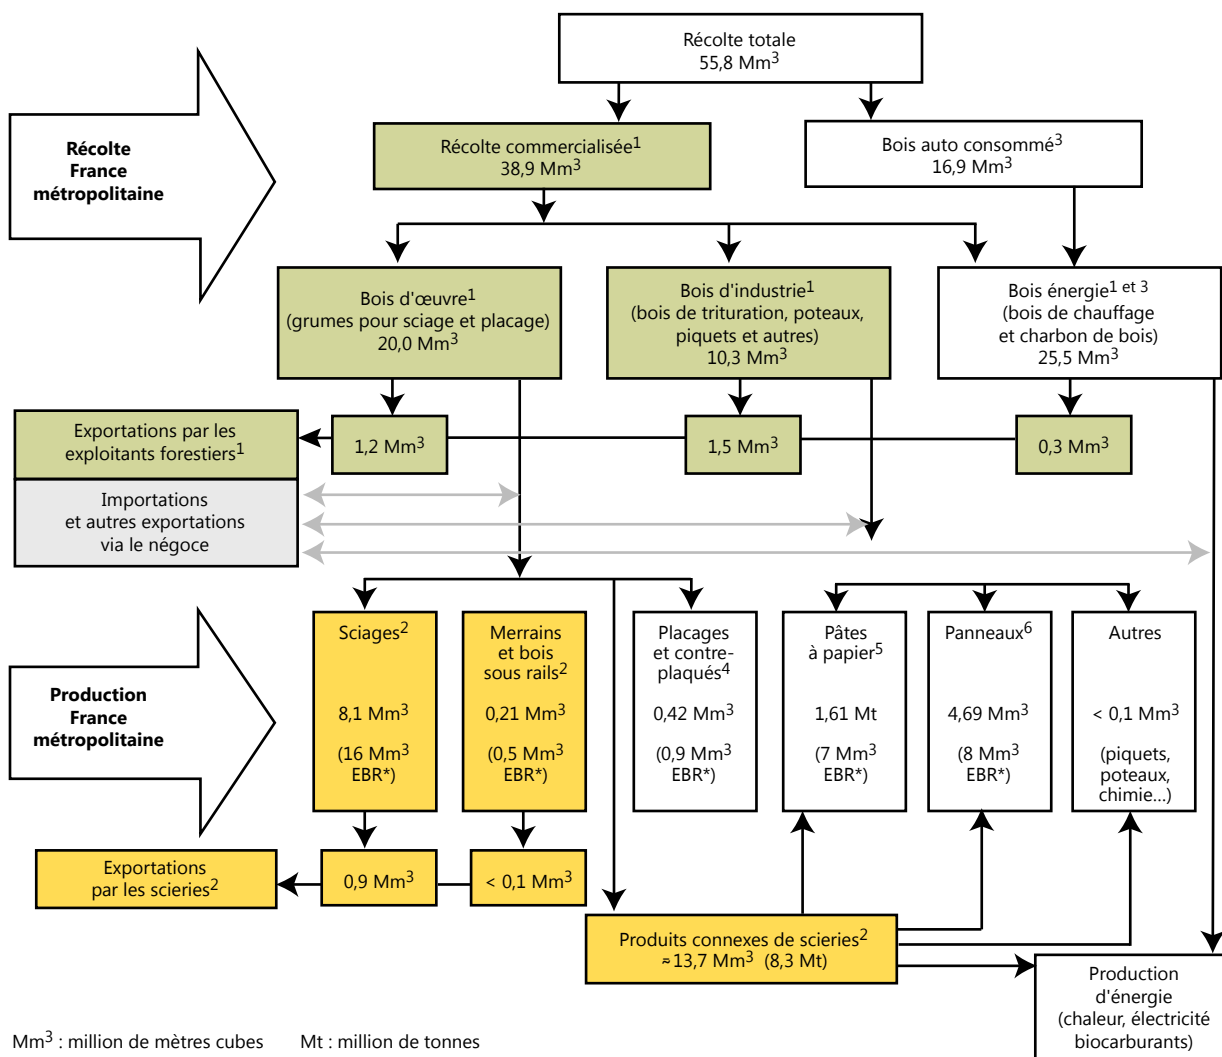 Récolte totale
55,8 Mm³
Récolte
France
métropolitaine
Récolte commercialisée¹
38,9 Mm³
Bois auto consommé³
16,9 Mm³
Bois d'œuvre¹
(grumes pour sciage et placage)
20,0 Mm³
Bois d'industrie¹
(bois de trituration, poteaux,
piquets et autres)
10,3 Mm³
Bois énergie¹ ᵉᵗ ³
(bois de chauffage
et charbon de bois)
25,5 Mm³
Exportations par les
exploitants forestiers¹
1,2 Mm³
1,5 Mm³
0,3 Mm³
Importations
et autres exportations
via le négoce
Production
France
métropolitaine
Sciages²
8,1 Mm³
(16 Mm³
EBR*)
Merrains
et bois
sous rails²
0,21 Mm³
(0,5 Mm³
EBR*)
Placages
et contre-
plaqués⁴
0,42 Mm³
(0,9 Mm³
EBR*)
Pâtes
à papier⁵
1,61 Mt
(7 Mm³
EBR*)
Panneaux⁶
4,69 Mm³
(8 Mm³
EBR*)
Autres
< 0,1 Mm³
(piquets,
poteaux,
chimie...)
Exportations
par les scieries²
0,9 Mm³
< 0,1 Mm³
Produits connexes de scieries²
≈ 13,7 Mm³ (8,3 Mt)
Production
d'énergie
(chaleur, électricité
biocarburants)
Mm³ : million de mètres cubes Mt : million de tonnes